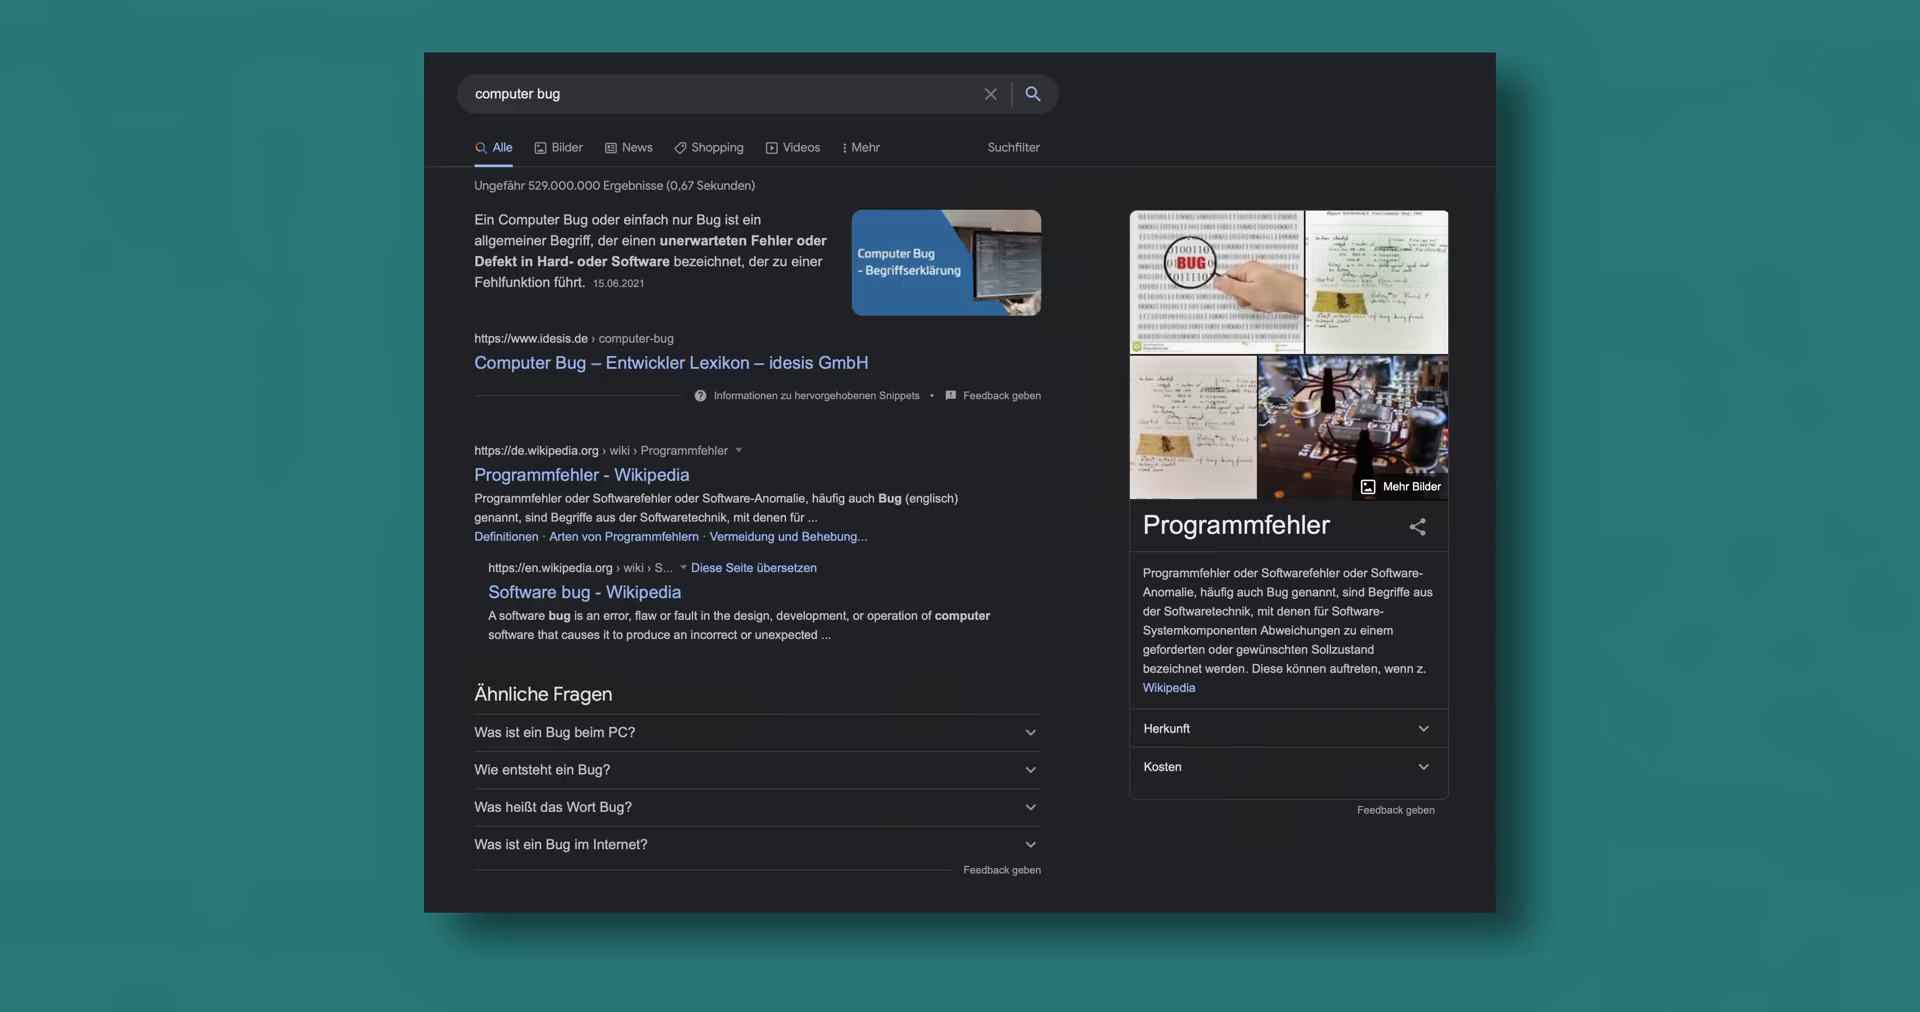 computer bug
Alle
Bilder
News
Shopping
Videos
Mehr
Suchfilter
Ungefähr 529.000.000 Ergebnisse (0,67 Sekunden)
Ein Computer Bug oder einfach nur Bug ist ein
allgemeiner Begriff, der einen unerwarteten Fehler oder
Defekt in Hard- oder Software bezeichnet, der zu einer
Fehlfunktion führt. 15.06.2021
Computer Bug
- Begriffserklärung
https://www.idesis.de › computer-bug
Computer Bug – Entwickler Lexikon – idesis GmbH
Informationen zu hervorgehobenen Snippets • Feedback geben
https://de.wikipedia.org › wiki › Programmfehler
Programmfehler - Wikipedia
Programmfehler oder Softwarefehler oder Software-Anomalie, häufig auch Bug (englisch)
genannt, sind Begriffe aus der Softwaretechnik, mit denen für ...
Definitionen · Arten von Programmfehlern · Vermeidung und Behebung...
https://en.wikipedia.org › wiki › S... Diese Seite übersetzen
Software bug - Wikipedia
A software bug is an error, flaw or fault in the design, development, or operation of computer
software that causes it to produce an incorrect or unexpected ...
Ähnliche Fragen
Was ist ein Bug beim PC?
Wie entsteht ein Bug?
Was heißt das Wort Bug?
Was ist ein Bug im Internet?
Feedback geben
BUG
Mehr Bilder
Programmfehler
Programmfehler oder Softwarefehler oder Software-
Anomalie, häufig auch Bug genannt, sind Begriffe aus
der Softwaretechnik, mit denen für Software-
Systemkomponenten Abweichungen zu einem
geforderten oder gewünschten Sollzustand
bezeichnet werden. Diese können auftreten, wenn z.
Wikipedia
Herkunft
Kosten
Feedback geben